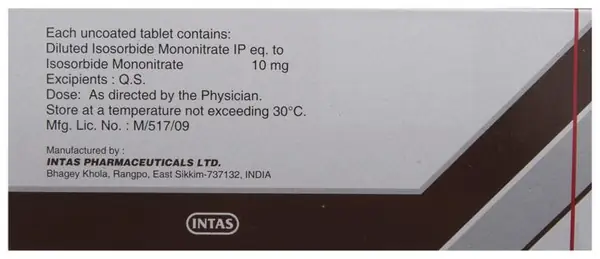 Each uncoated tablet contains:
Diluted Isosorbide Mononitrate IP eq. to
Isosorbide Mononitrate 10 mg
Excipients : Q.S.
Dose: As directed by the Physician.
Store at a temperature not exceeding 30°C.
Mfg. Lic. No. : M/517/09
Manufactured by :
INTAS PHARMACEUTICALS LTD.
Bhagey Khola, Rangpo, East Sikkim-737132, INDIA
INTAS